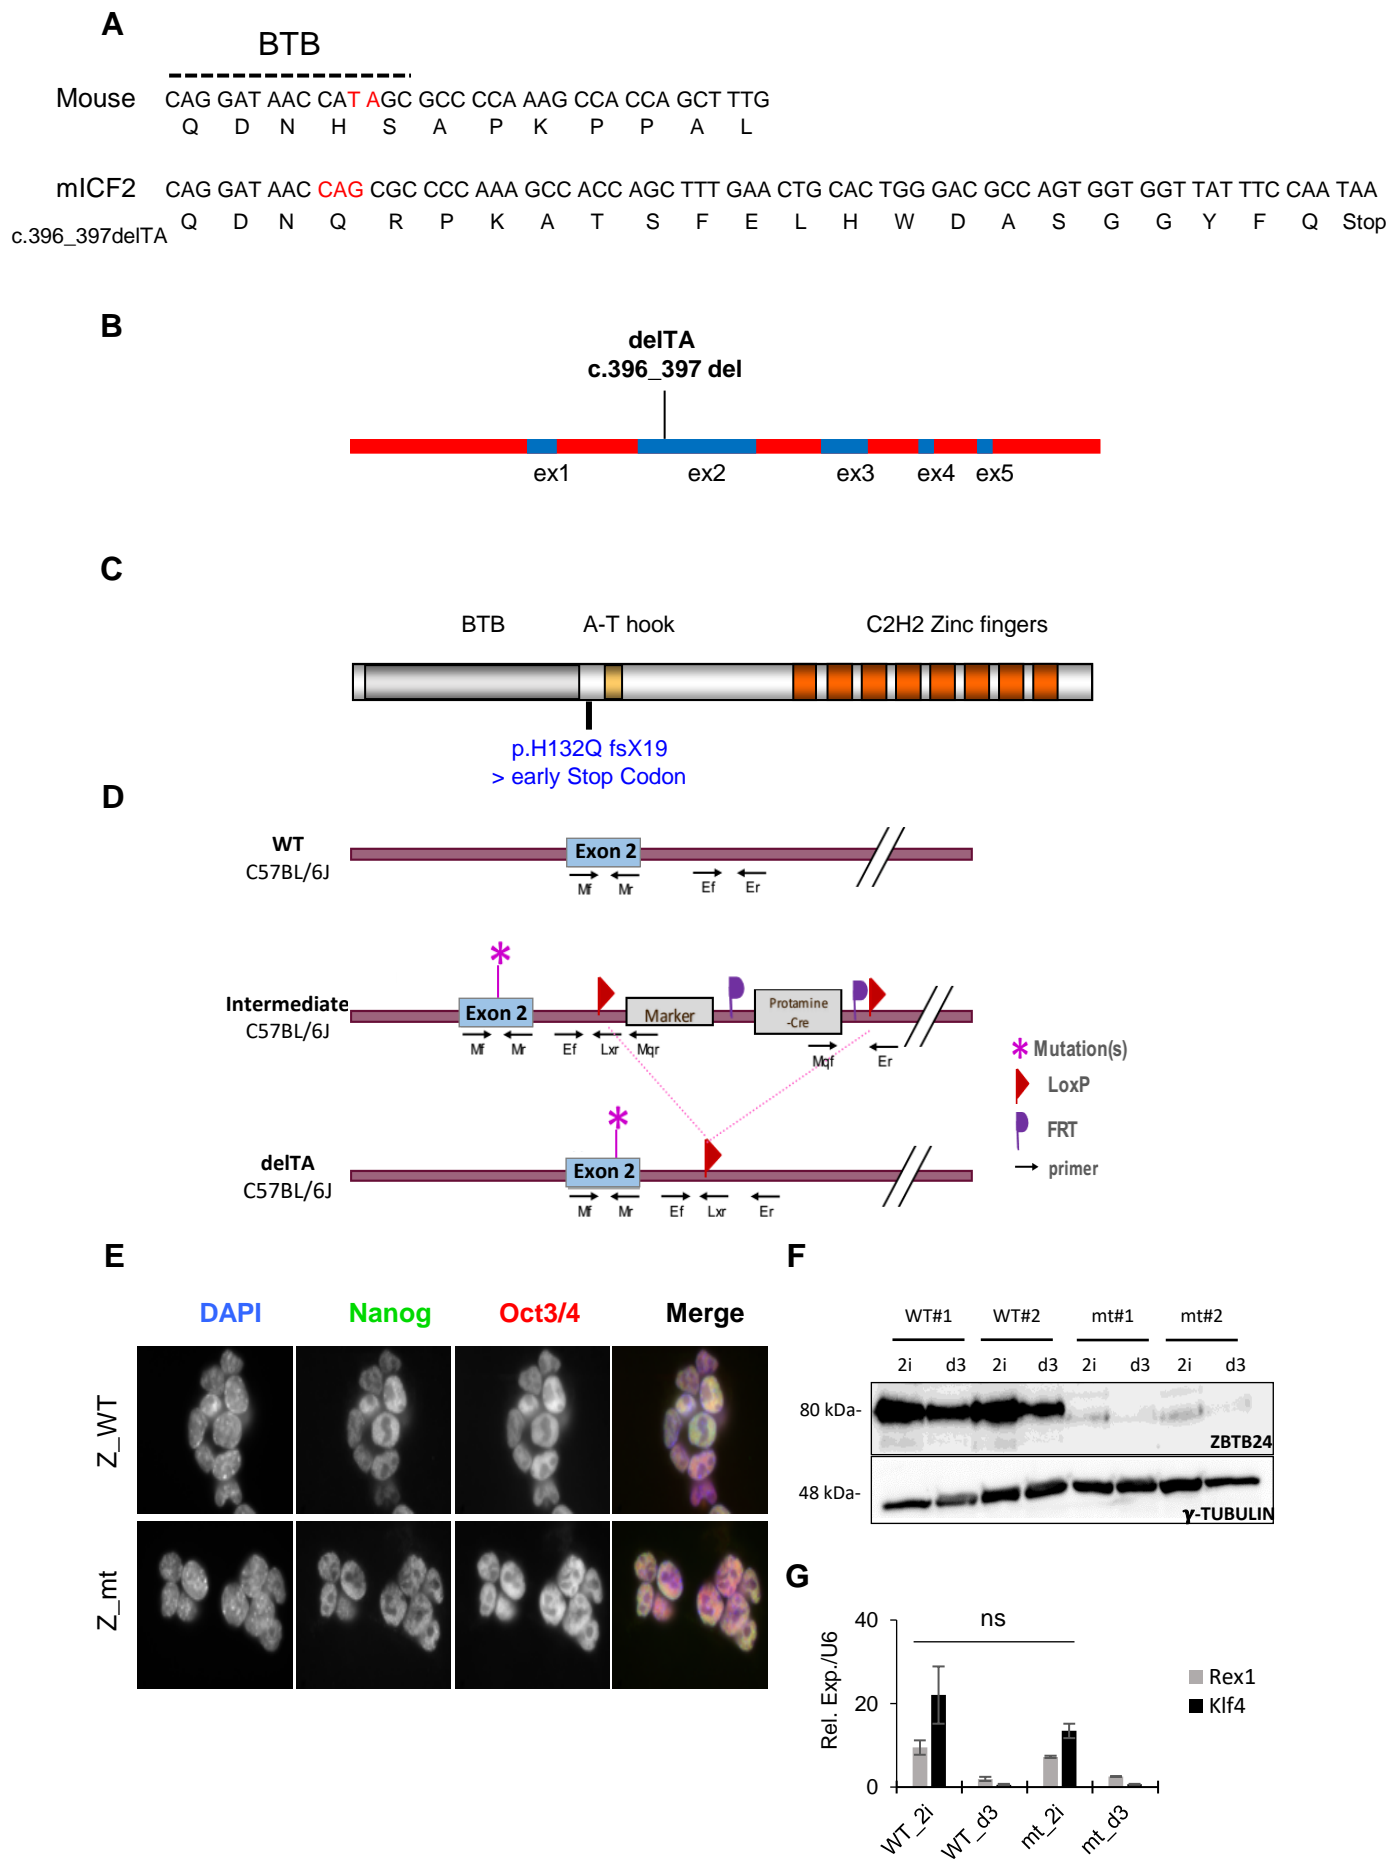 A
BTB
Mouse CAG GAT AAC CAT AGC GCC CCA AAG CCA CCA GCT TTG
Q D N H S A P K P P A L
mICF2 CAG GAT AAC CAG CGC CCC AAA GCC ACC AGC TTT GAA CTG CAC TGG GAC GCC AGT GGT GGT TAT TTC CAA TAA
c.396_397delTA Q D N Q R P K A T S F E L H W D A S G G Y F Q Stop
B
delTA
c.396_397 del
ex1 ex2 ex3 ex4 ex5
C
BTB A-T hook C2H2 Zinc fingers
p.H132Q fsX19
> early Stop Codon
D
WT
C57BL/6J
Exon 2
Mf Mr Ef Er
Intermediate
C57BL/6J
Exon 2 Marker Protamine
-Cre
Mf Mr Ef Lxr Mqr Mqf Er
Mutation(s)
LoxP
FRT
primer
delTA
C57BL/6J
Exon 2
Mf Mr Ef Lxr Er
E
DAPI Nanog Oct3/4 Merge
Z_WT
Z_mt
F
WT#1 WT#2 mt#1 mt#2
2i d3 2i d3 2i d3 2i d3
80 kDa-
ZBTB24
48 kDa-
γ-TUBULIN
G
Rel. Exp./U6
40
20
0
ns
Rex1
Klf4
WT_2i WT_d3 mt_2i mt_d3